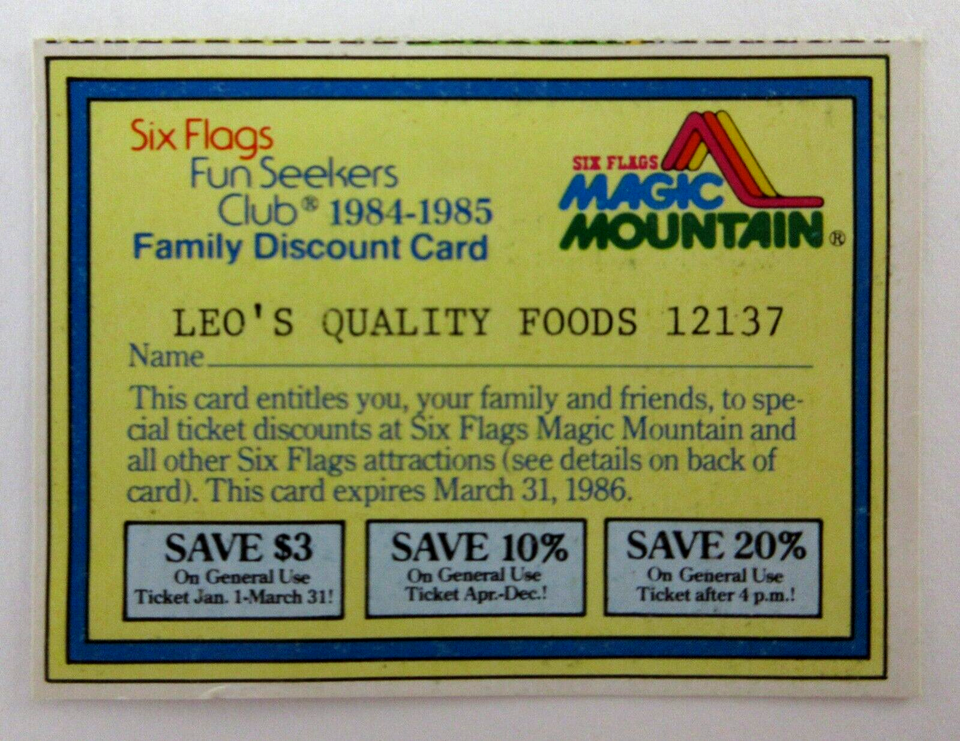 Six Flags
Fun Seekers
Club® 1984-1985
Family Discount Card
SIX FLAGS
MAGIC
MOUNTAIN®
LEO'S QUALITY FOODS 12137
Name
This card entitles you, your family and friends, to spe-
cial ticket discounts at Six Flags Magic Mountain and
all other Six Flags attractions (see details on back of
card). This card expires March 31, 1986.
SAVE $3
On General Use
Ticket Jan. 1-March 31!
SAVE 10%
On General Use
Ticket Apr.-Dec.!
SAVE 20%
On General Use
Ticket after 4 p.m.!